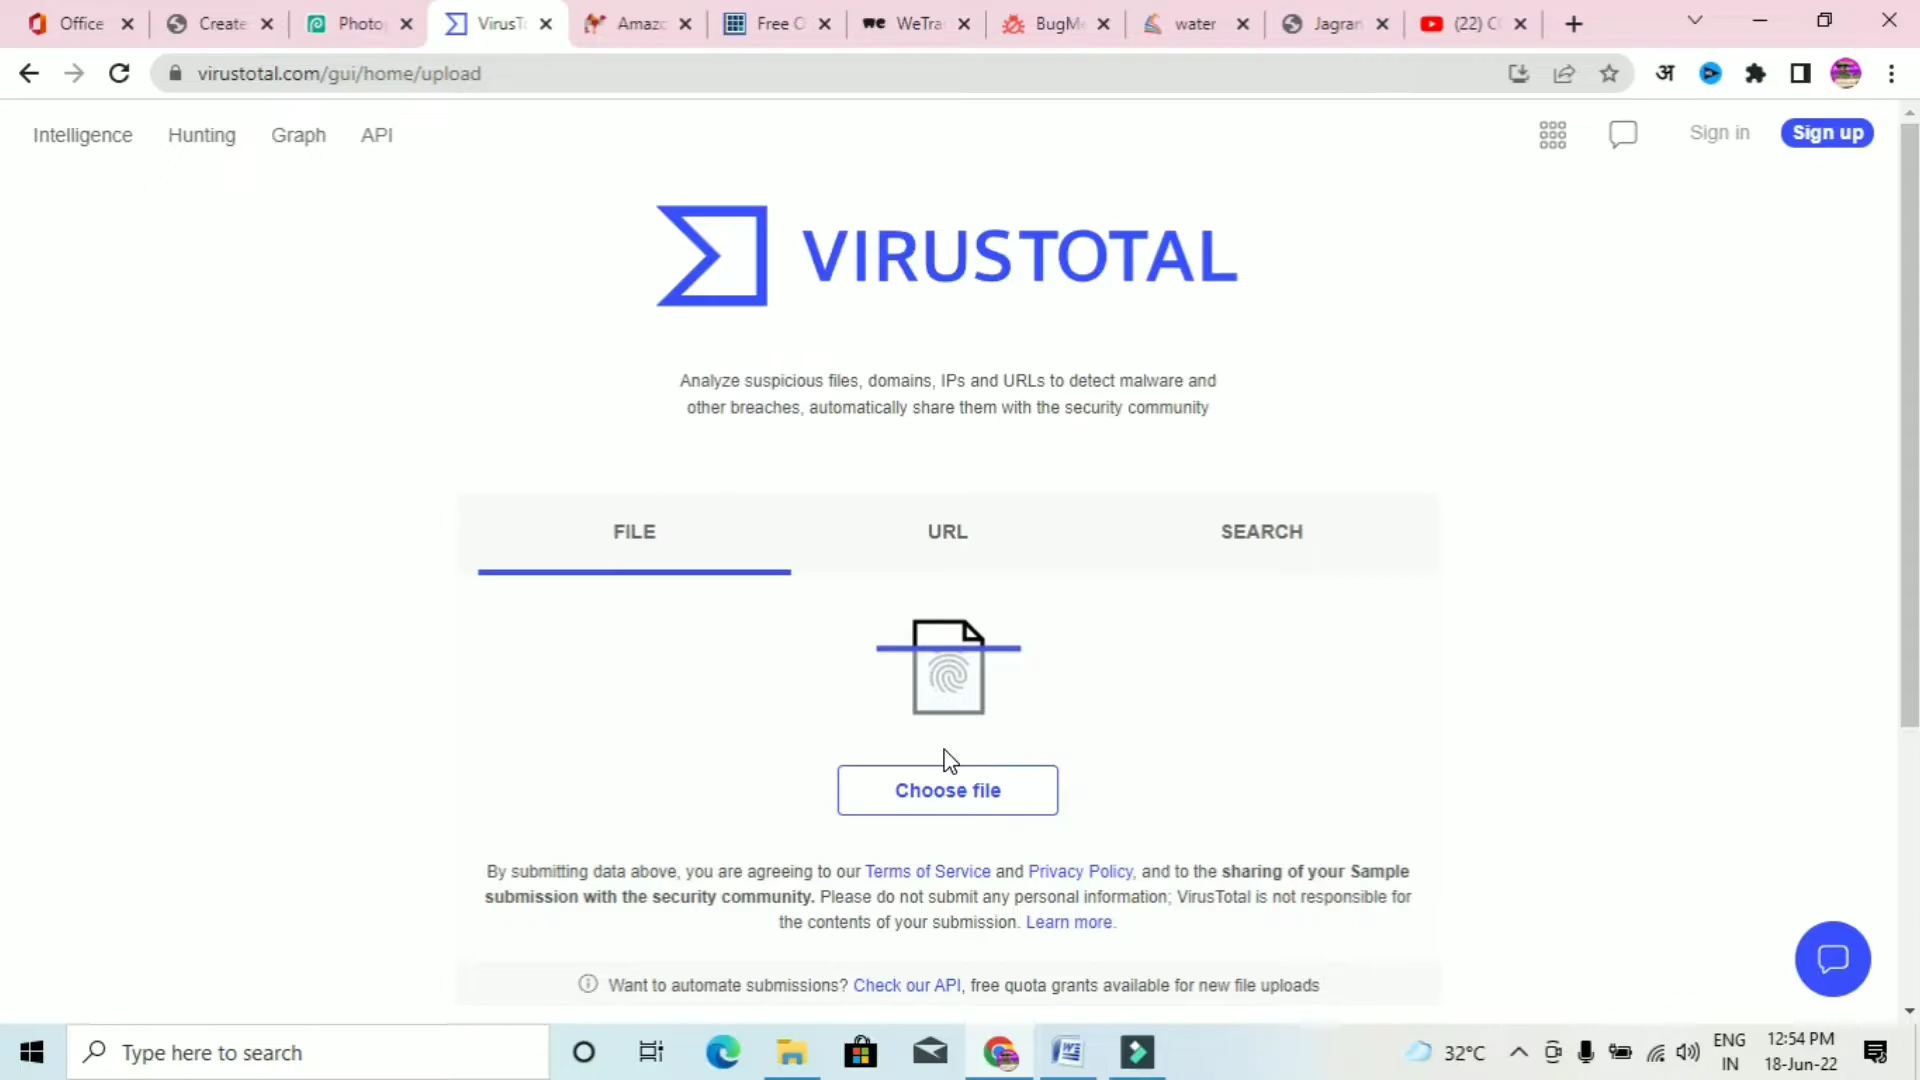 Office
Create
Photo
VirusTo
Amazo
Free O
WeTra
BugMe
water
Jagran
(22) C
virustotal.com/gui/home/upload
अ
Intelligence Hunting Graph API
Sign in Sign up
VIRUSTOTAL
Analyze suspicious files, domains, IPs and URLs to detect malware and
other breaches, automatically share them with the security community
FILE URL SEARCH
Choose file
By submitting data above, you are agreeing to our Terms of Service and Privacy Policy, and to the sharing of your Sample
submission with the security community. Please do not submit any personal information; VirusTotal is not responsible for
the contents of your submission. Learn more.
Want to automate submissions? Check our API, free quota grants available for new file uploads
Type here to search
32°C
ENG
IN
12:54 PM
18-Jun-22